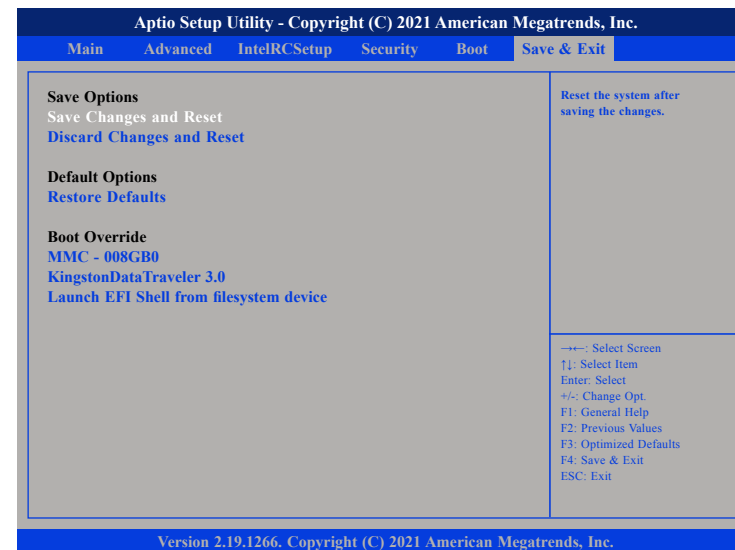 Aptio Setup Utility - Copyright (C) 2021 American Megatrends, Inc.
Main Advanced IntelRCSetup Security Boot Save & Exit
Save Options
Save Changes and Reset
Discard Changes and Reset
Default Options
Restore Defaults
Boot Override
MMC - 008GB0
KingstonDataTraveler 3.0
Launch EFI Shell from filesystem device
Reset the system after
saving the changes.
→←: Select Screen
↑↓: Select Item
Enter: Select
+/-: Change Opt.
F1: General Help
F2: Previous Values
F3: Optimized Defaults
F4: Save & Exit
ESC: Exit
Version 2.19.1266. Copyright (C) 2021 American Megatrends, Inc.